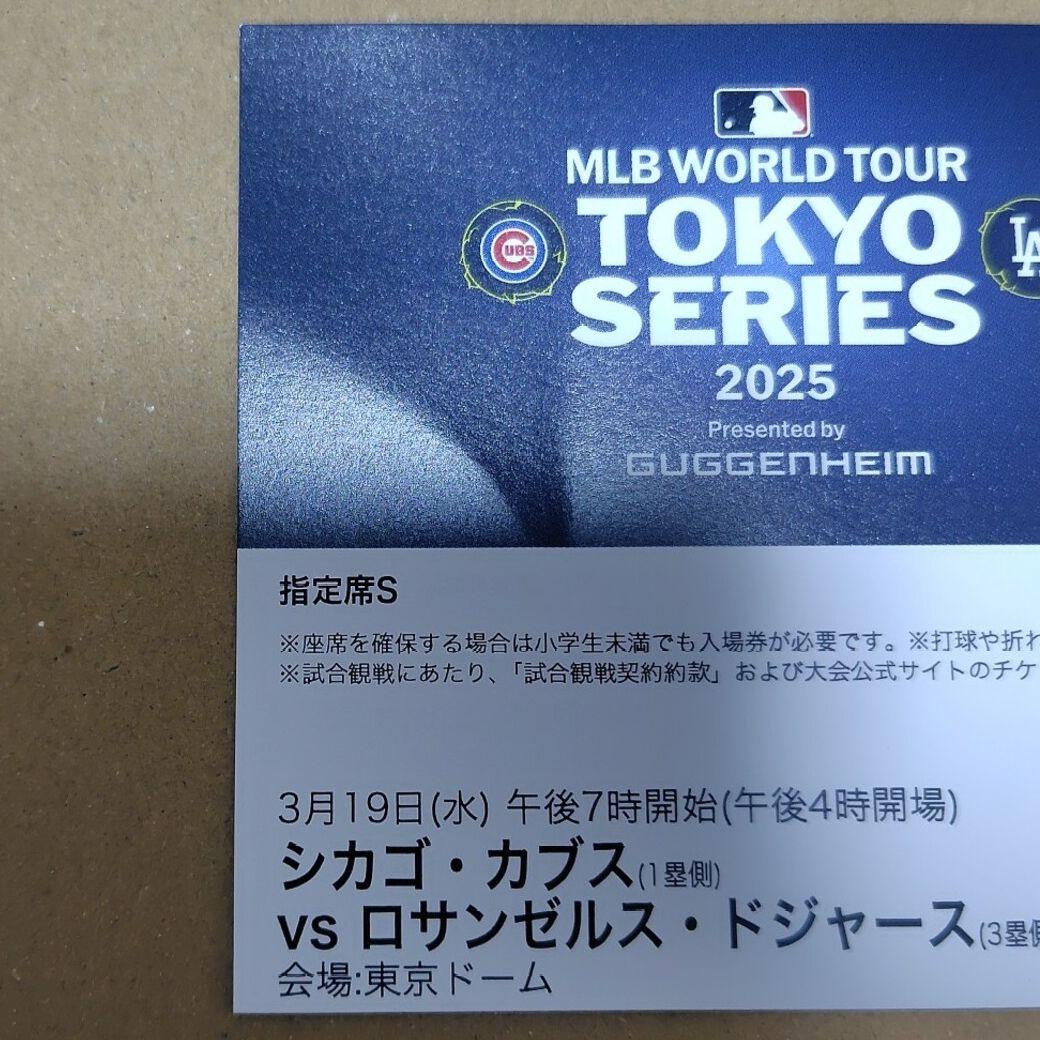 MLB WORLD TOUR
TOKYO
CUBS
LA
SERIES
2025
Presented by
GUGGENHEIM
指定席S
※座席を確保する場合は小学生未満でも入場券が必要です。※打球や折れ
※試合観戦にあたり、「試合観戦契約約款」および大会公式サイトのチケ
3月19日(水) 午後7時開始(午後4時開場)
シカゴ・カブス(1塁側)
vs ロサンゼルス・ドジャース(3塁側
会場:東京ドーム